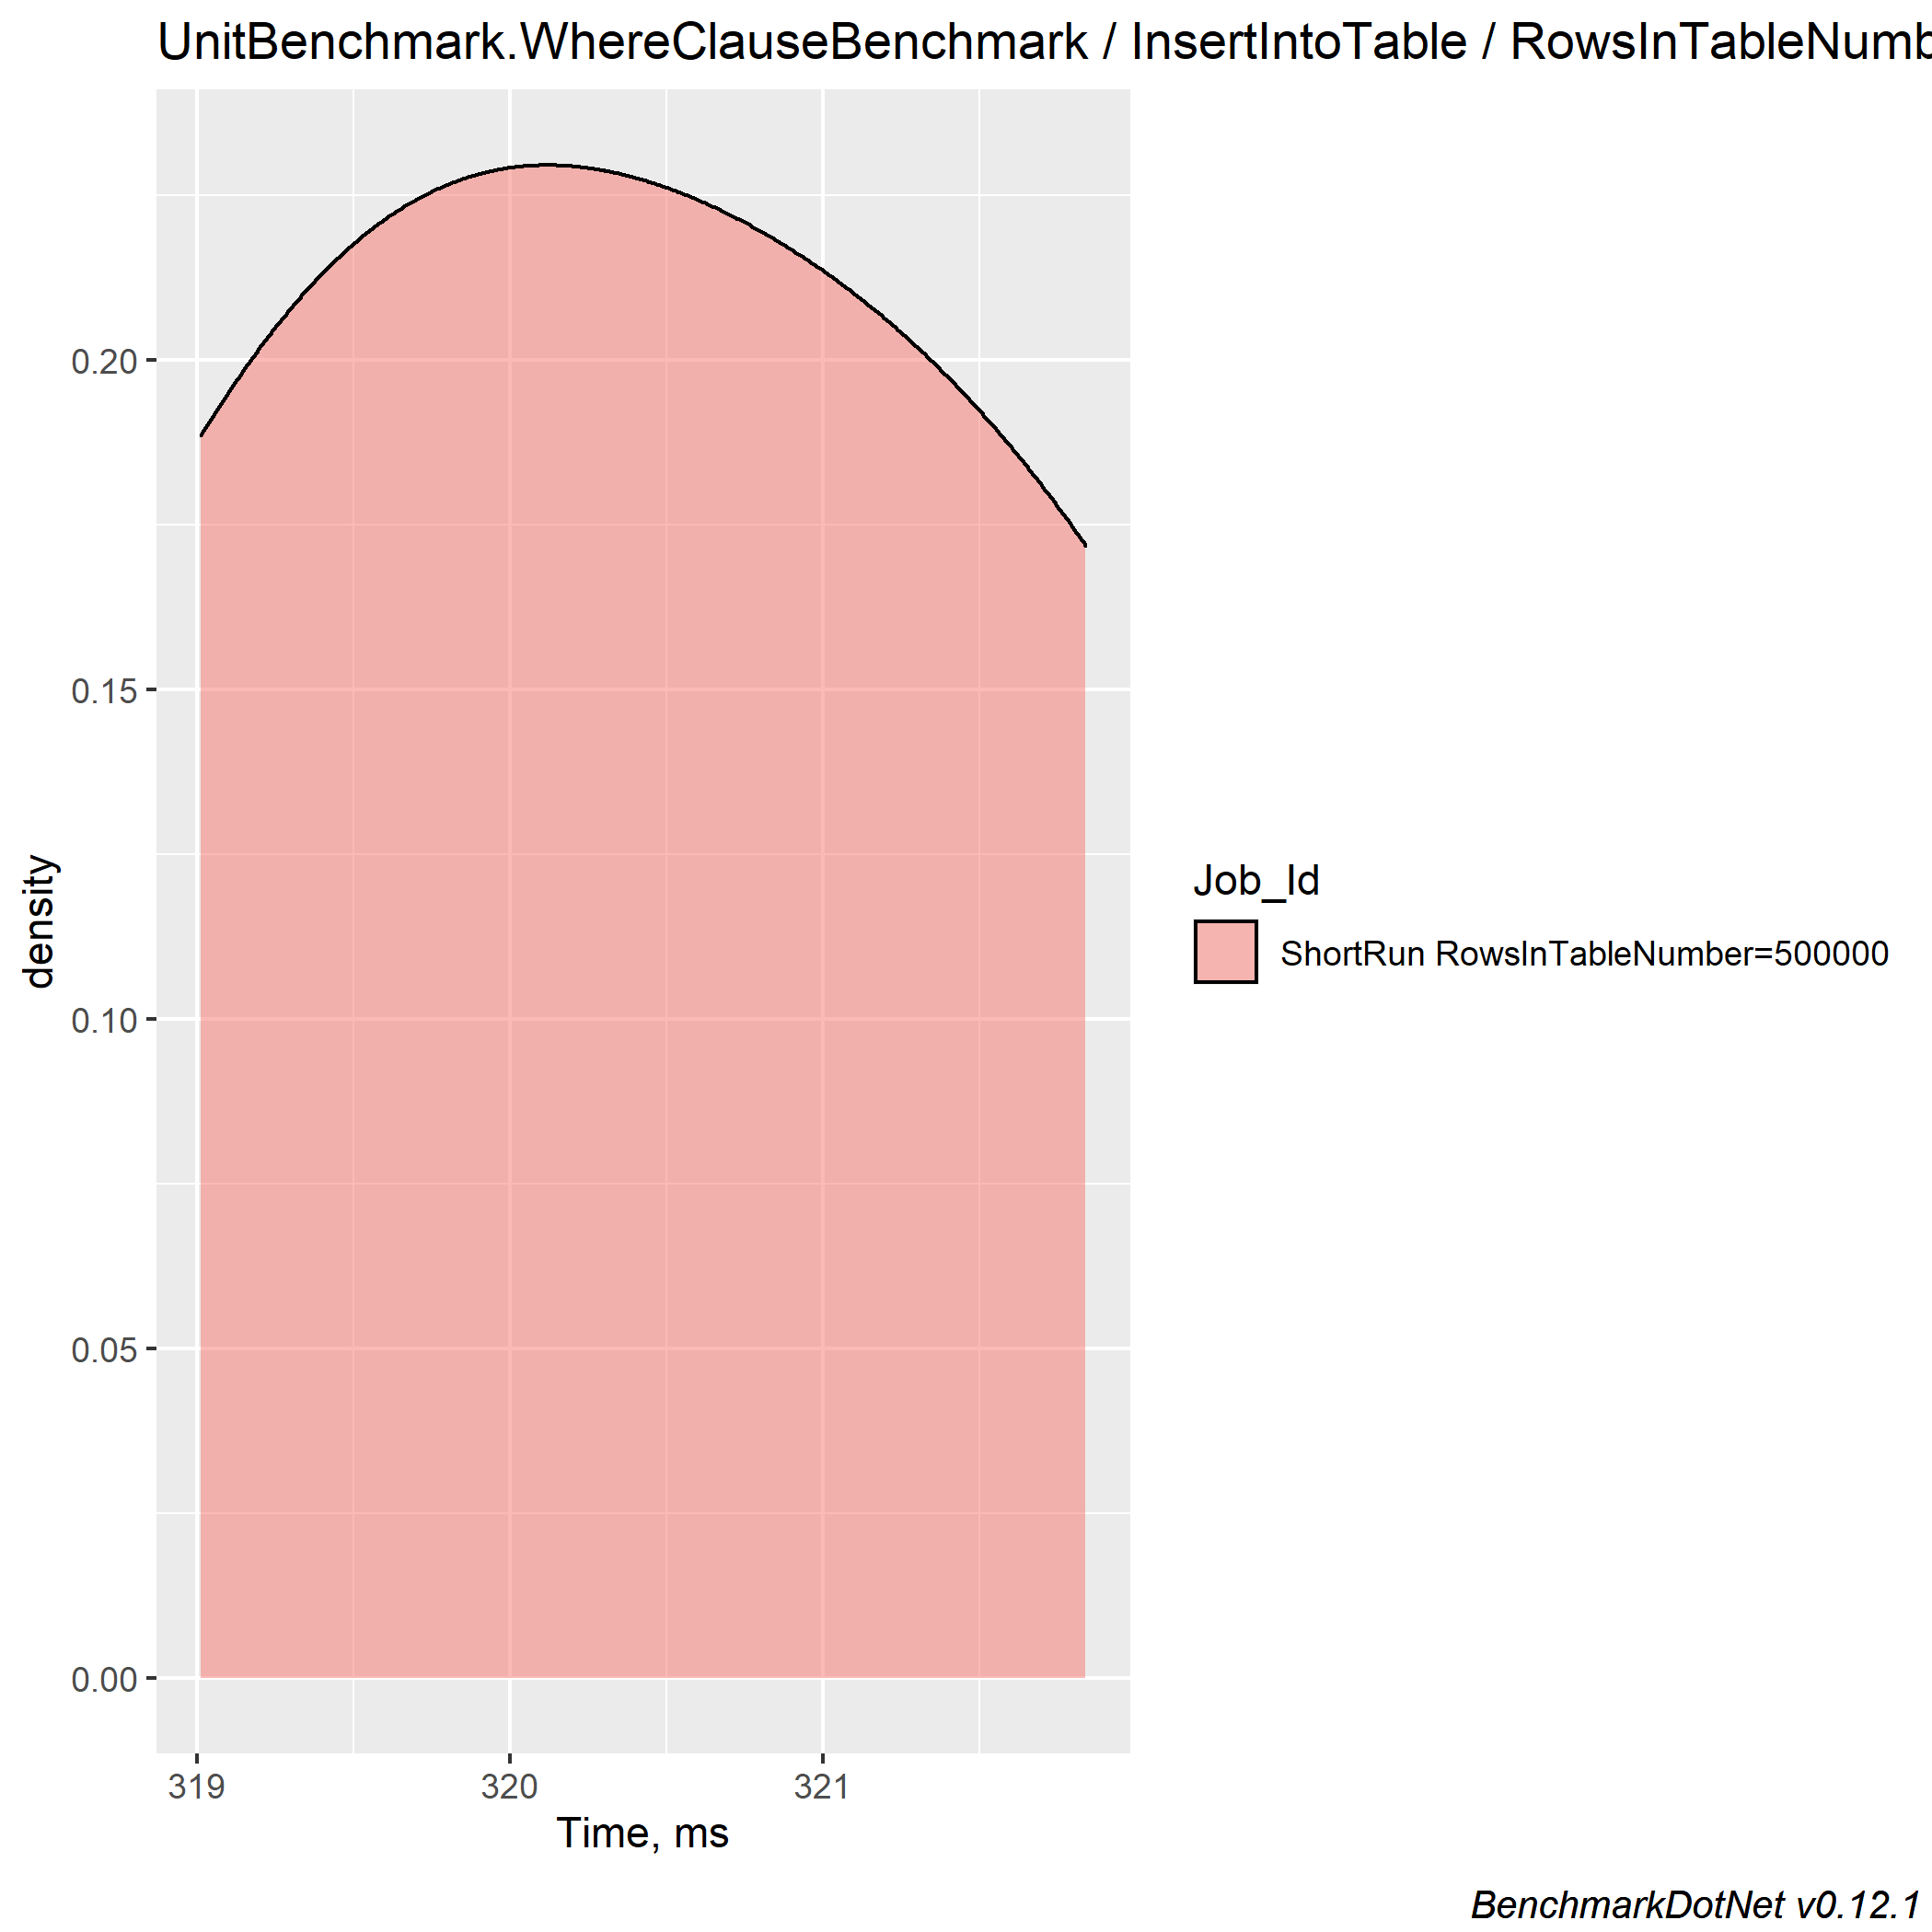 UnitBenchmark.WhereClauseBenchmark / InsertIntoTable / RowsInTableNumb
0.20
0.15
0.10
0.05
0.00
density
319 320 321
Time, ms
Job_Id
ShortRun RowsInTableNumber=500000
BenchmarkDotNet v0.12.1